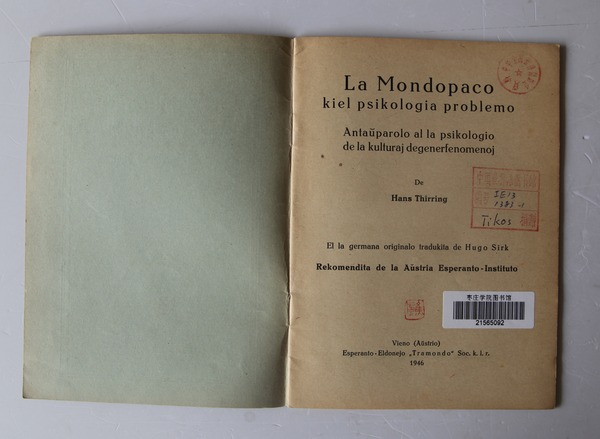 La Mondopaco
kiel psikologia problemo
Antaŭparolo al la psikologio
de la kulturaj degenerfenomenoj
De
Hans Thirring
El la germana originalo tradukita de Hugo Sirk
Rekomendita de la Aŭstria Esperanto-Instituto
Tikos
枣庄学院图书馆
21565092
Vieno (Aŭstrio)
Esperanto-Eldonejo „Tramondo“ Soc. k. i. r.
1946